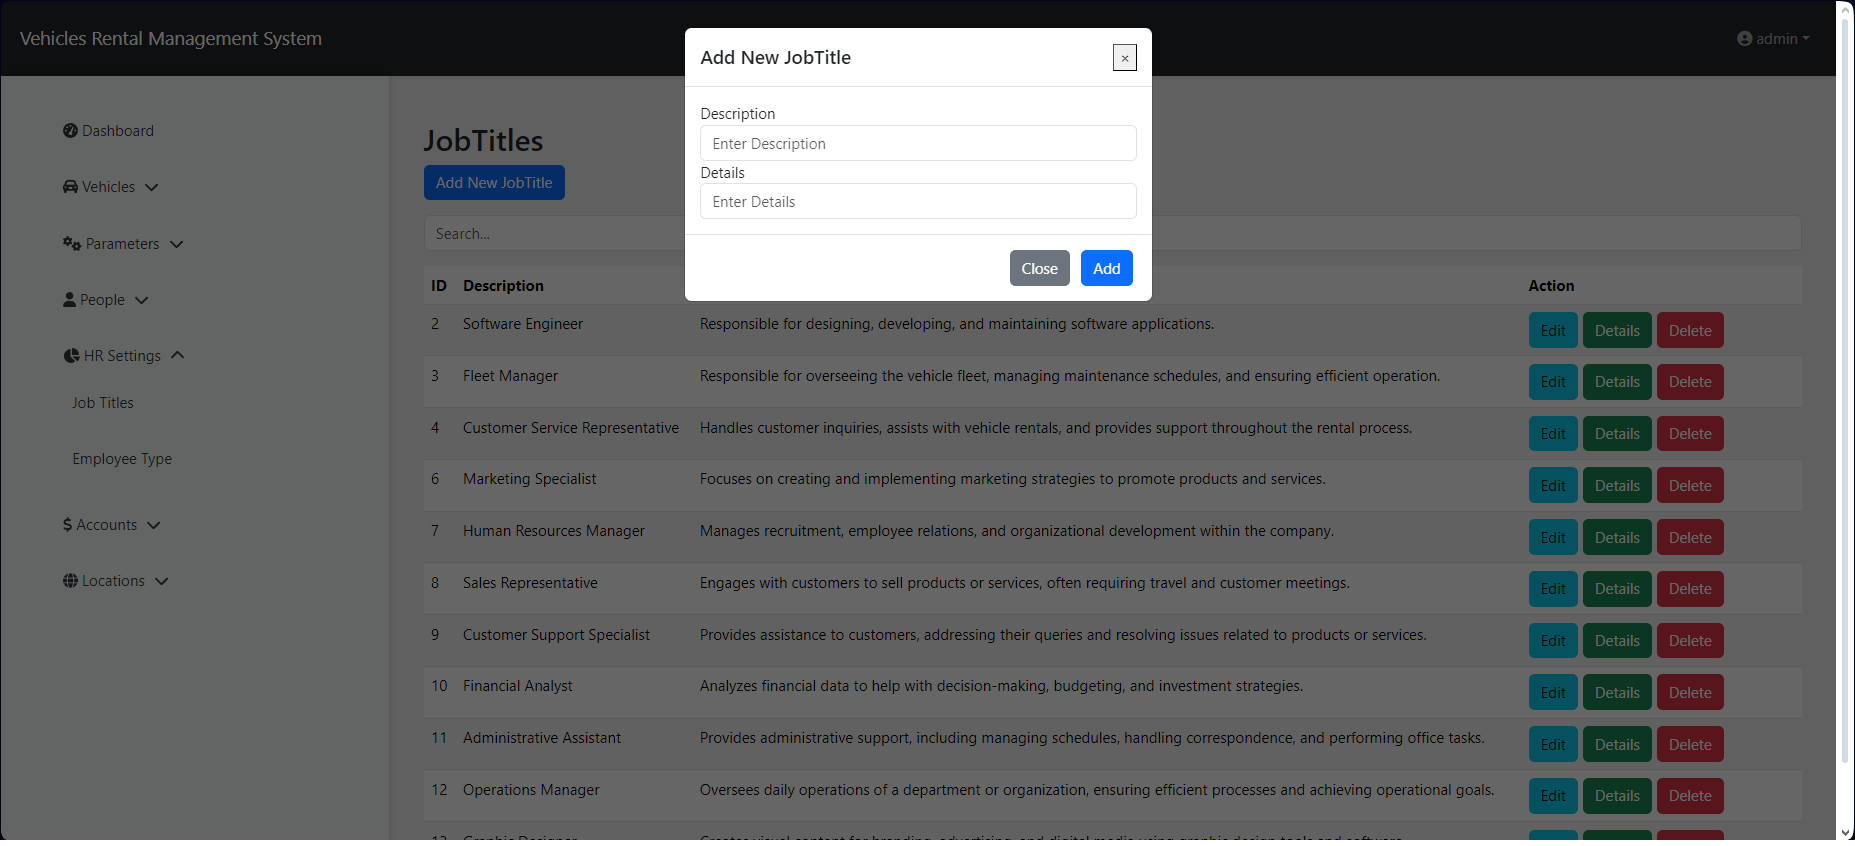 Vehicles Rental Management System
admin
Add New JobTitle
×
Description
Enter Description
Details
Enter Details
Close
Add
Dashboard
Vehicles
Parameters
People
HR Settings
Job Titles
Employee Type
$ Accounts
Locations
JobTitles
Add New JobTitle
Search...
ID Description Action
2 Software Engineer Responsible for designing, developing, and maintaining software applications. Edit Details Delete
3 Fleet Manager Responsible for overseeing the vehicle fleet, managing maintenance schedules, and ensuring efficient operation. Edit Details Delete
4 Customer Service Representative Handles customer inquiries, assists with vehicle rentals, and provides support throughout the rental process. Edit Details Delete
6 Marketing Specialist Focuses on creating and implementing marketing strategies to promote products and services. Edit Details Delete
7 Human Resources Manager Manages recruitment, employee relations, and organizational development within the company. Edit Details Delete
8 Sales Representative Engages with customers to sell products or services, often requiring travel and customer meetings. Edit Details Delete
9 Customer Support Specialist Provides assistance to customers, addressing their queries and resolving issues related to products or services. Edit Details Delete
10 Financial Analyst Analyzes financial data to help with decision-making, budgeting, and investment strategies. Edit Details Delete
11 Administrative Assistant Provides administrative support, including managing schedules, handling correspondence, and performing office tasks. Edit Details Delete
12 Operations Manager Oversees daily operations of a department or organization, ensuring efficient processes and achieving operational goals. Edit Details Delete